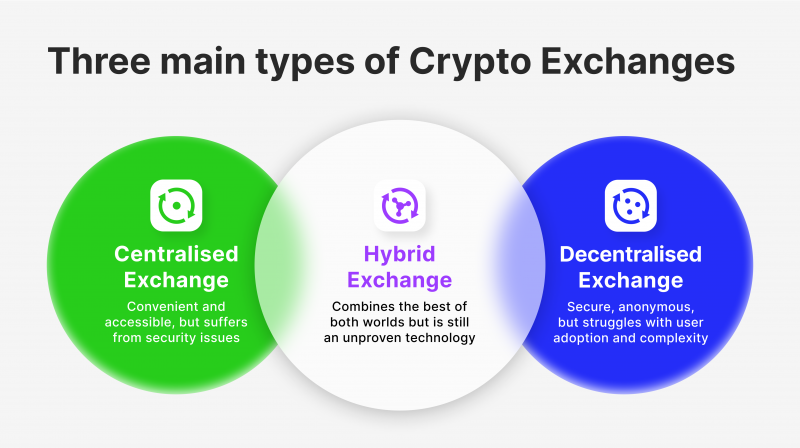 Three main types of Crypto Exchanges
Centralised
Exchange
Convenient and
accessible, but suffers
from security issues
Hybrid
Exchange
Combines the best of
both worlds but is still
an unproven technology
Decentralised
Exchange
Secure, anonymous,
but struggles with user
adoption and complexity